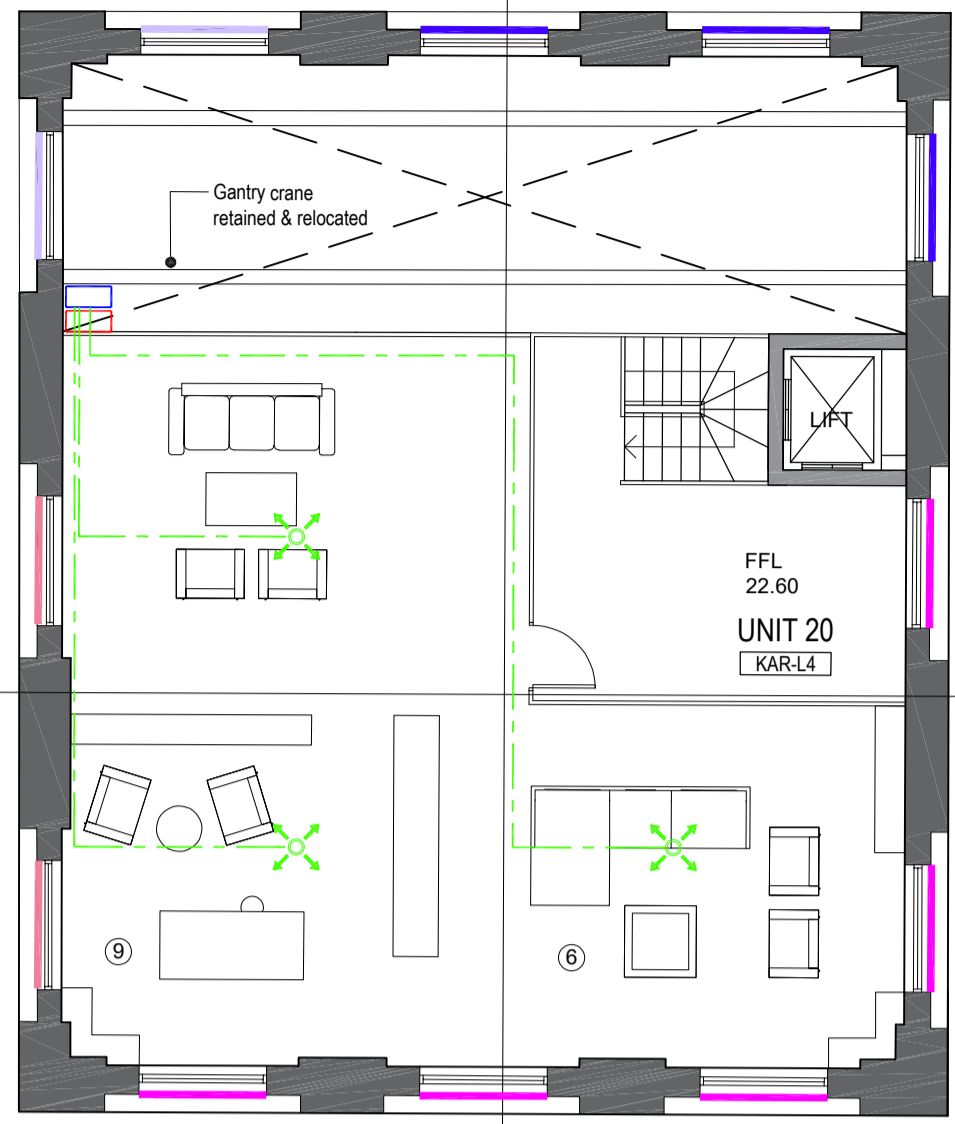 Gantry crane
retained & relocated
LIFT
FFL
22.60
UNIT 20
KAR-L4
9
6